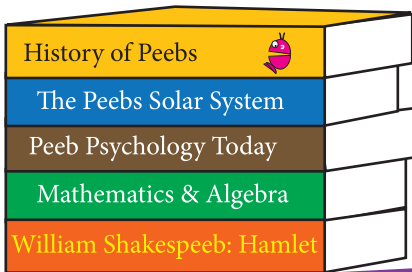 History of Peebs
The Peebs Solar System
Peeb Psychology Today
Mathematics & Algebra
William Shakespeeb: Hamlet